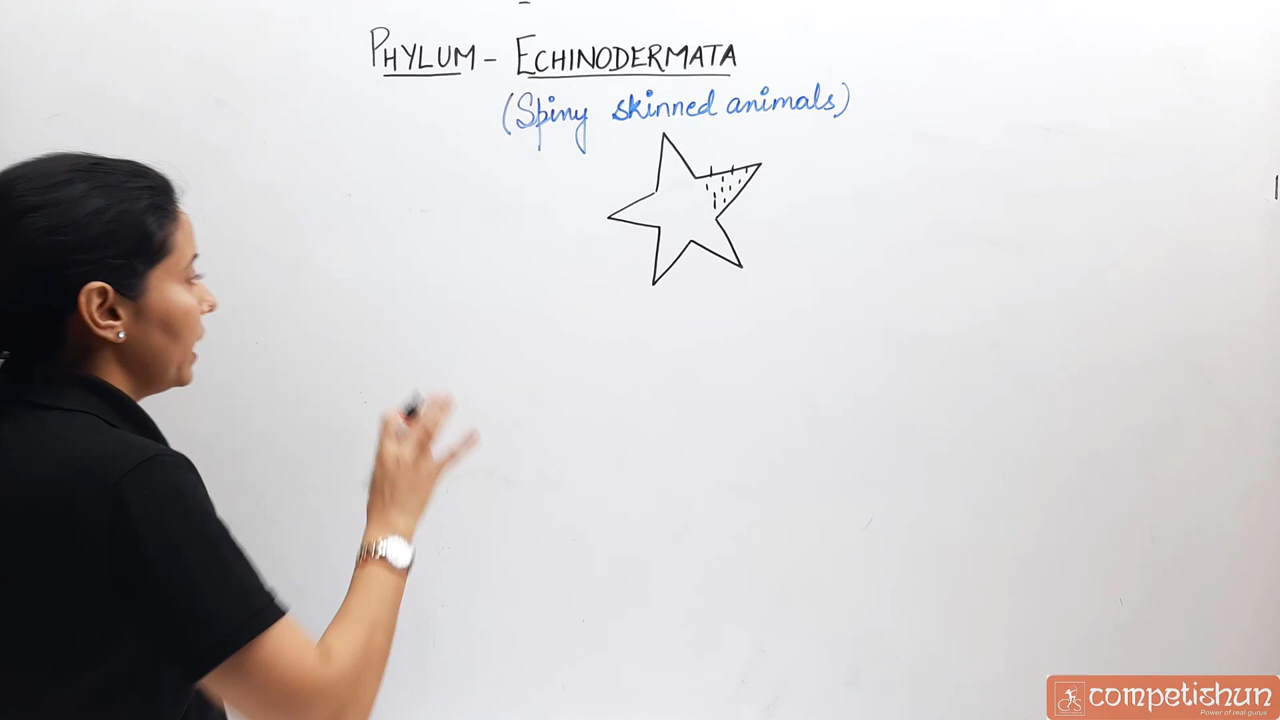 PHYLUM - ECHINODERMATA
(Spiny skinned animals)
competishun
Power of real gurus